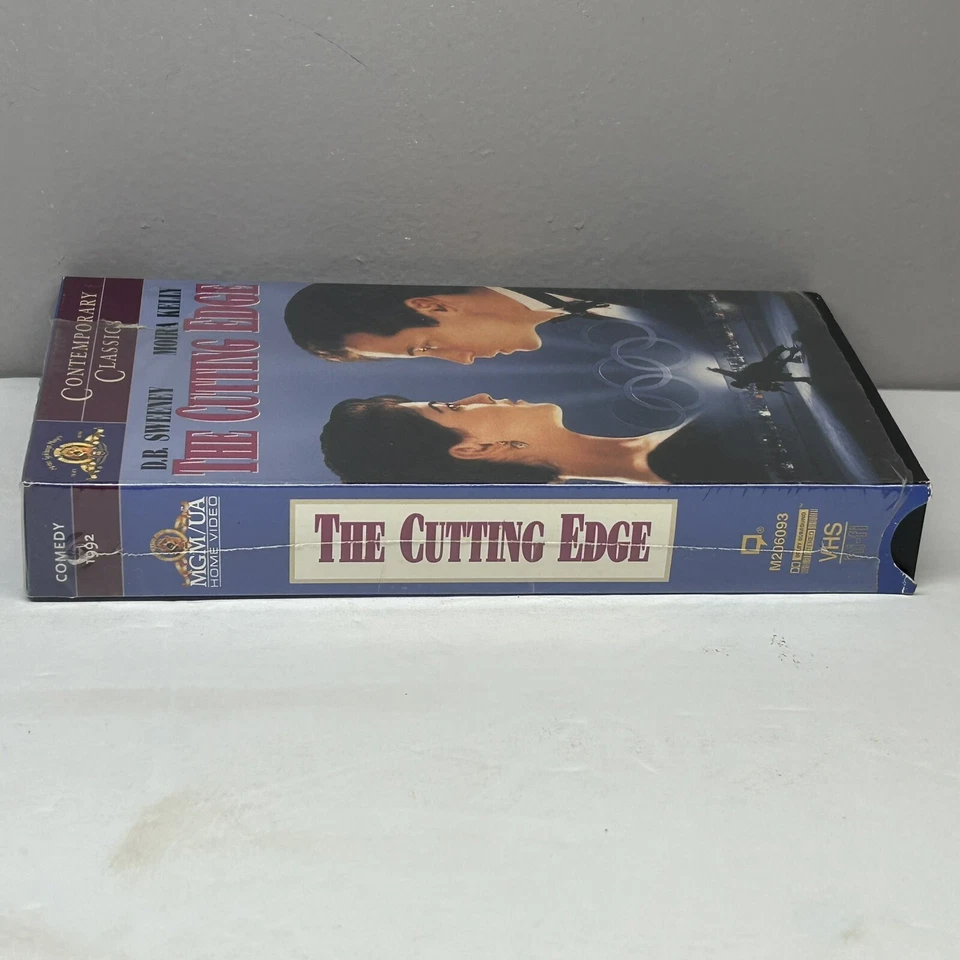 CONTEMPORARY
CLASSICS
D.B. SWEENEY
MOIRA KELLY
THE CUTTING EDGE
COMEDY
1992
MGM/UA
HOME VIDEO
THE CUTTING EDGE
M206093
VHS